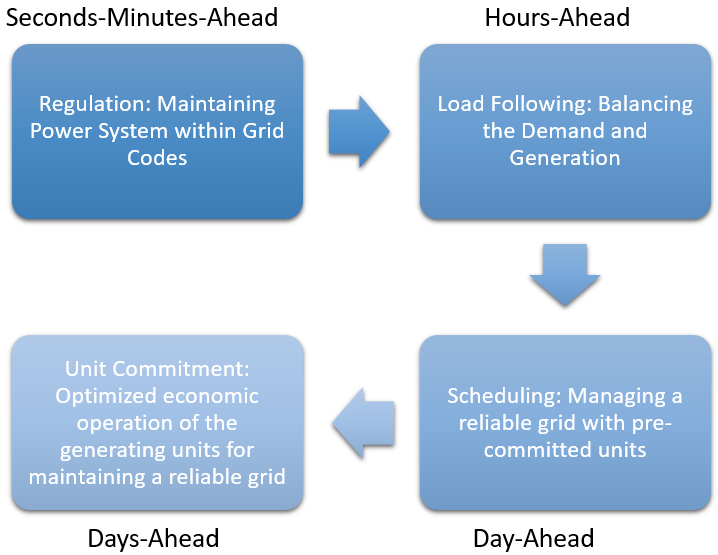 Seconds-Minutes-Ahead
Regulation: Maintaining
Power System within Grid
Codes
Hours-Ahead
Load Following: Balancing
the Demand and
Generation
Scheduling: Managing a
reliable grid with pre-
committed units
Day-Ahead
Unit Commitment:
Optimized economic
operation of the
generating units for
maintaining a reliable grid
Days-Ahead